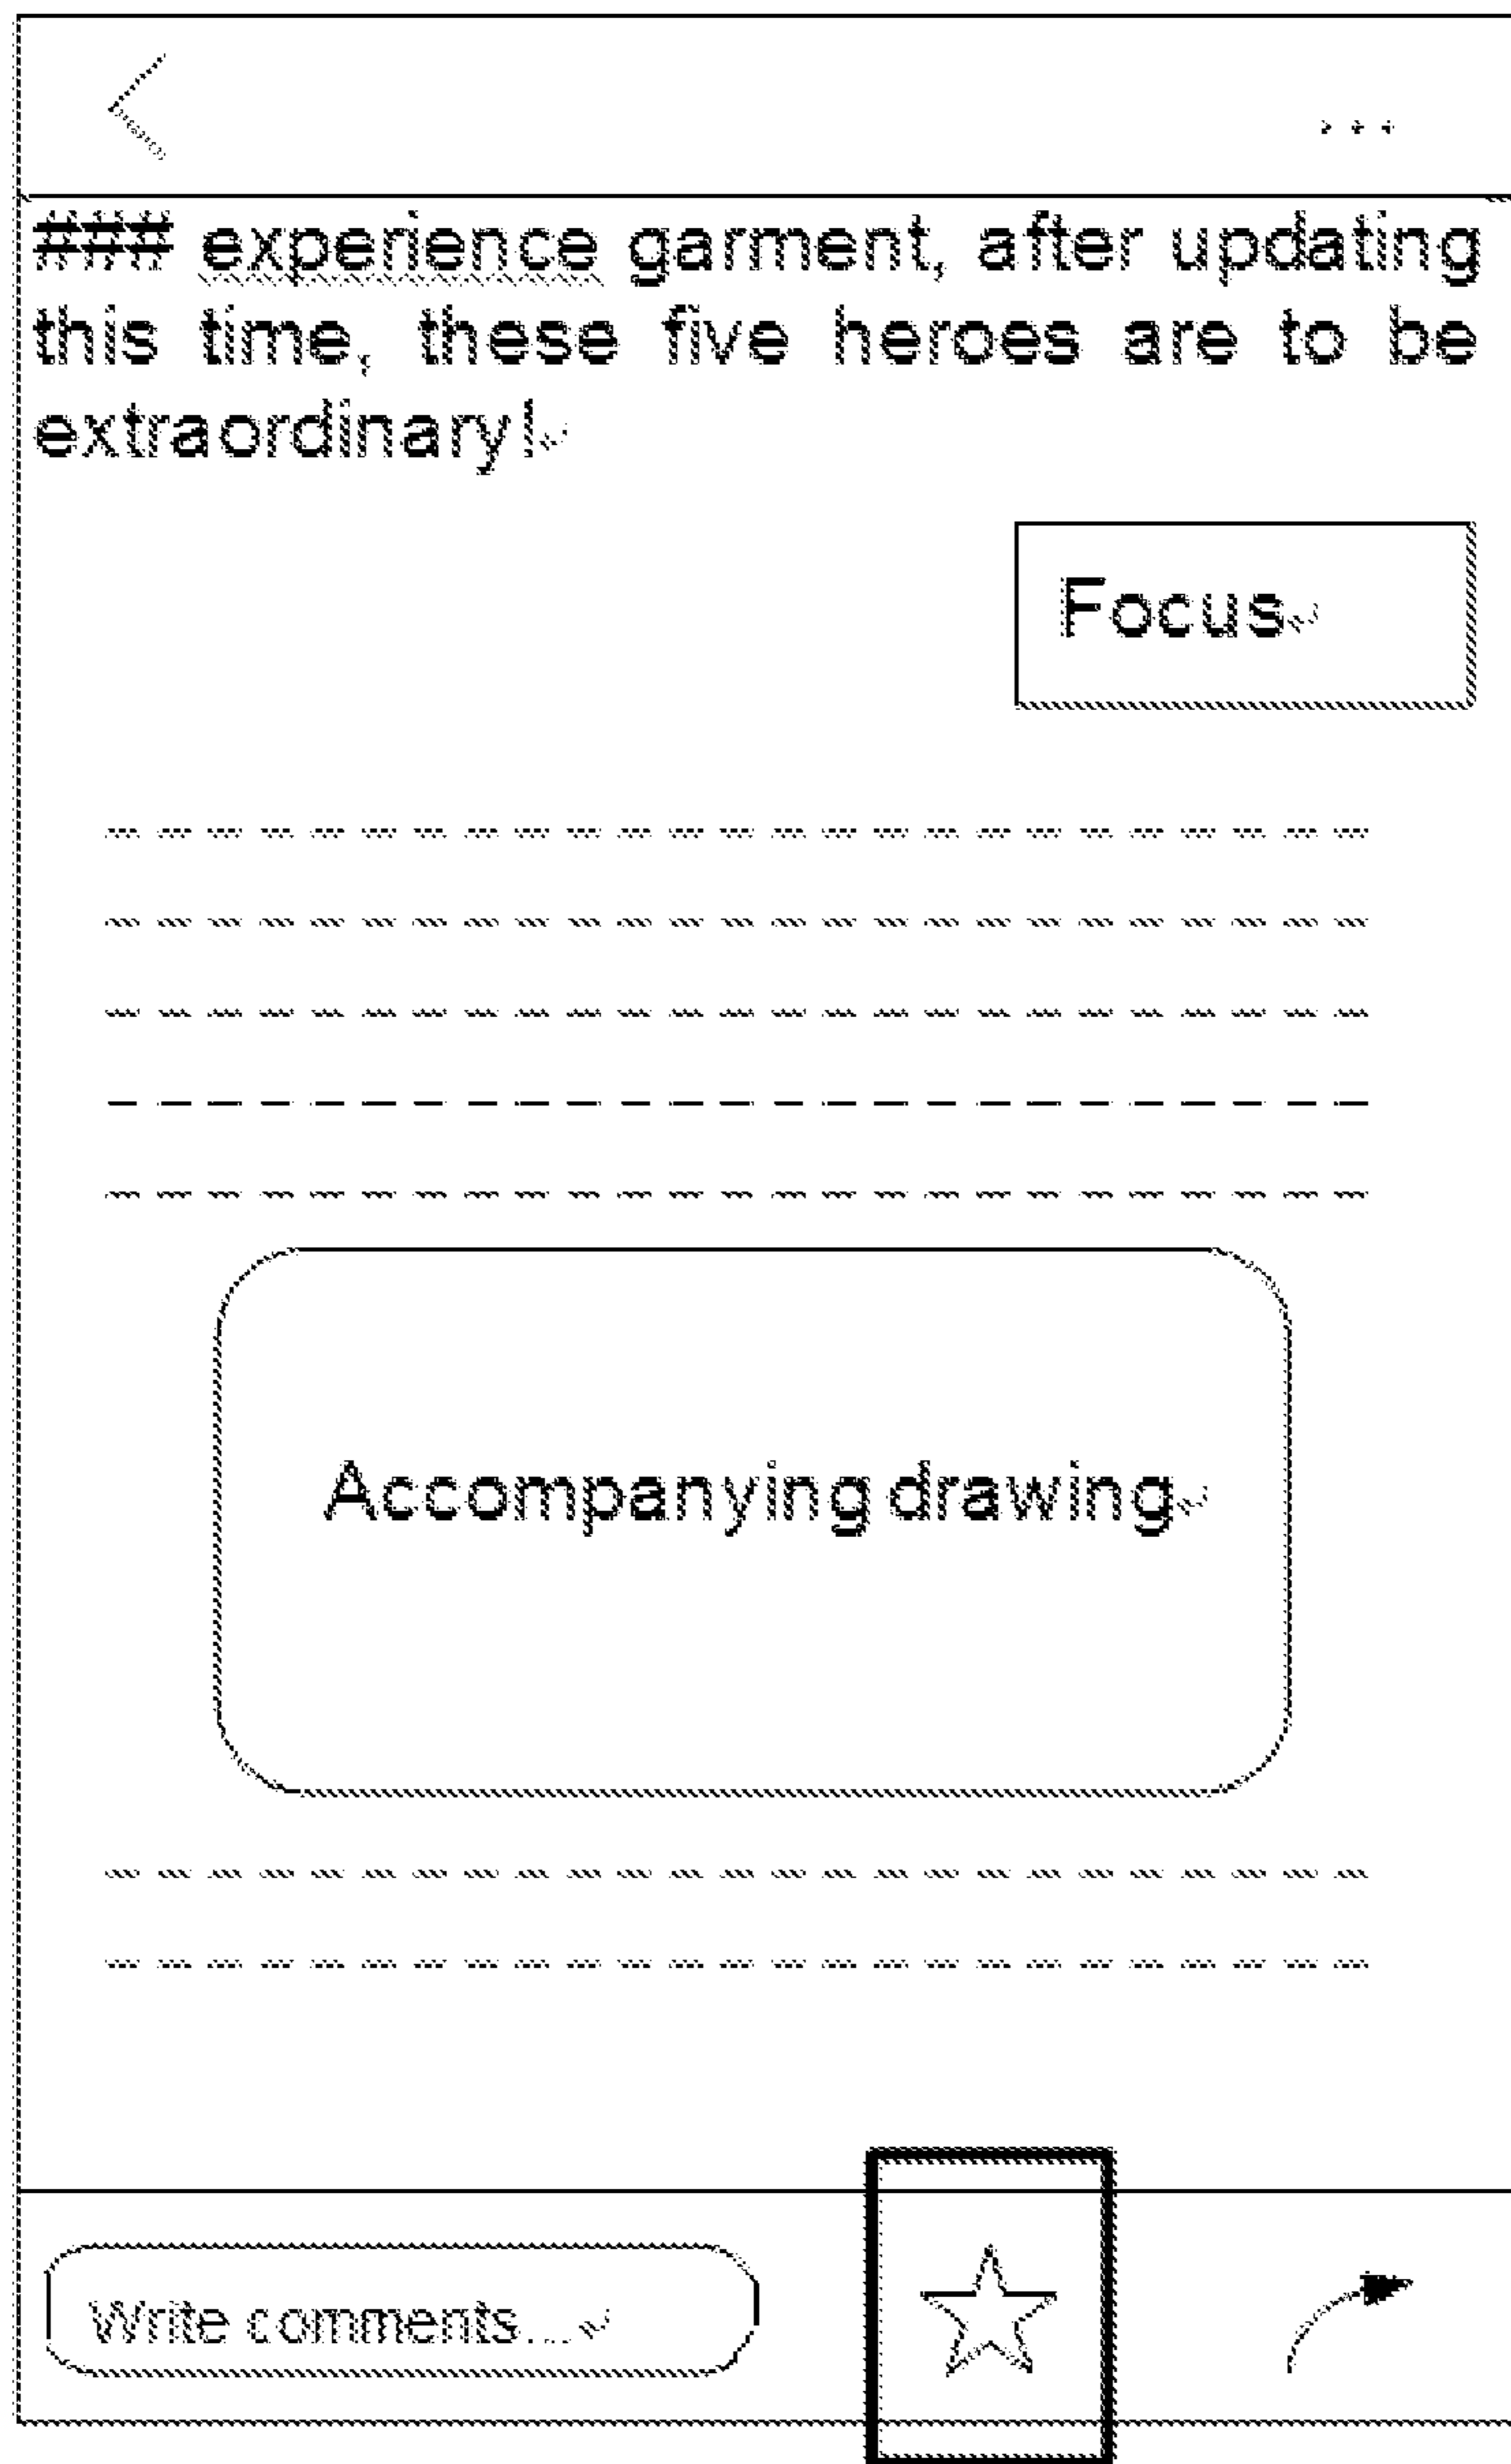 ...
### experience garment, after updating
this time, these five heroes are to be
extraordinary!
Focus
Accompanying drawing
Write comments...